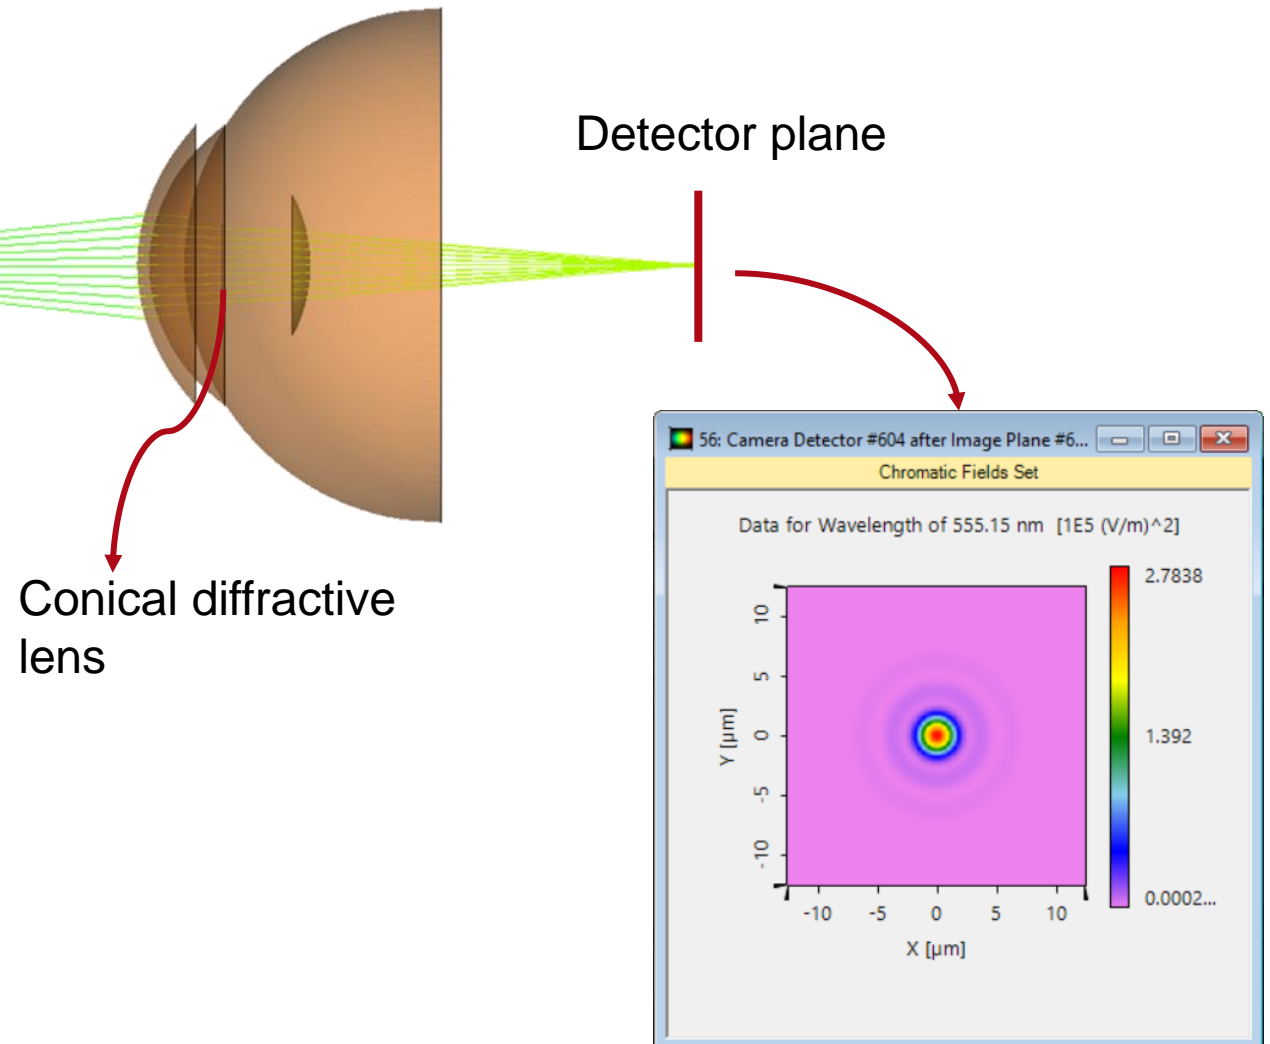 Detector plane
Conical diffractive
lens
56: Camera Detector #604 after Image Plane #6...
Chromatic Fields Set
Data for Wavelength of 555.15 nm [1E5 (V/m)^2]
2.7838
1.392
0.0002...
Y [µm]
10
5
0
-5
-10
-10 -5 0 5 10
X [µm]